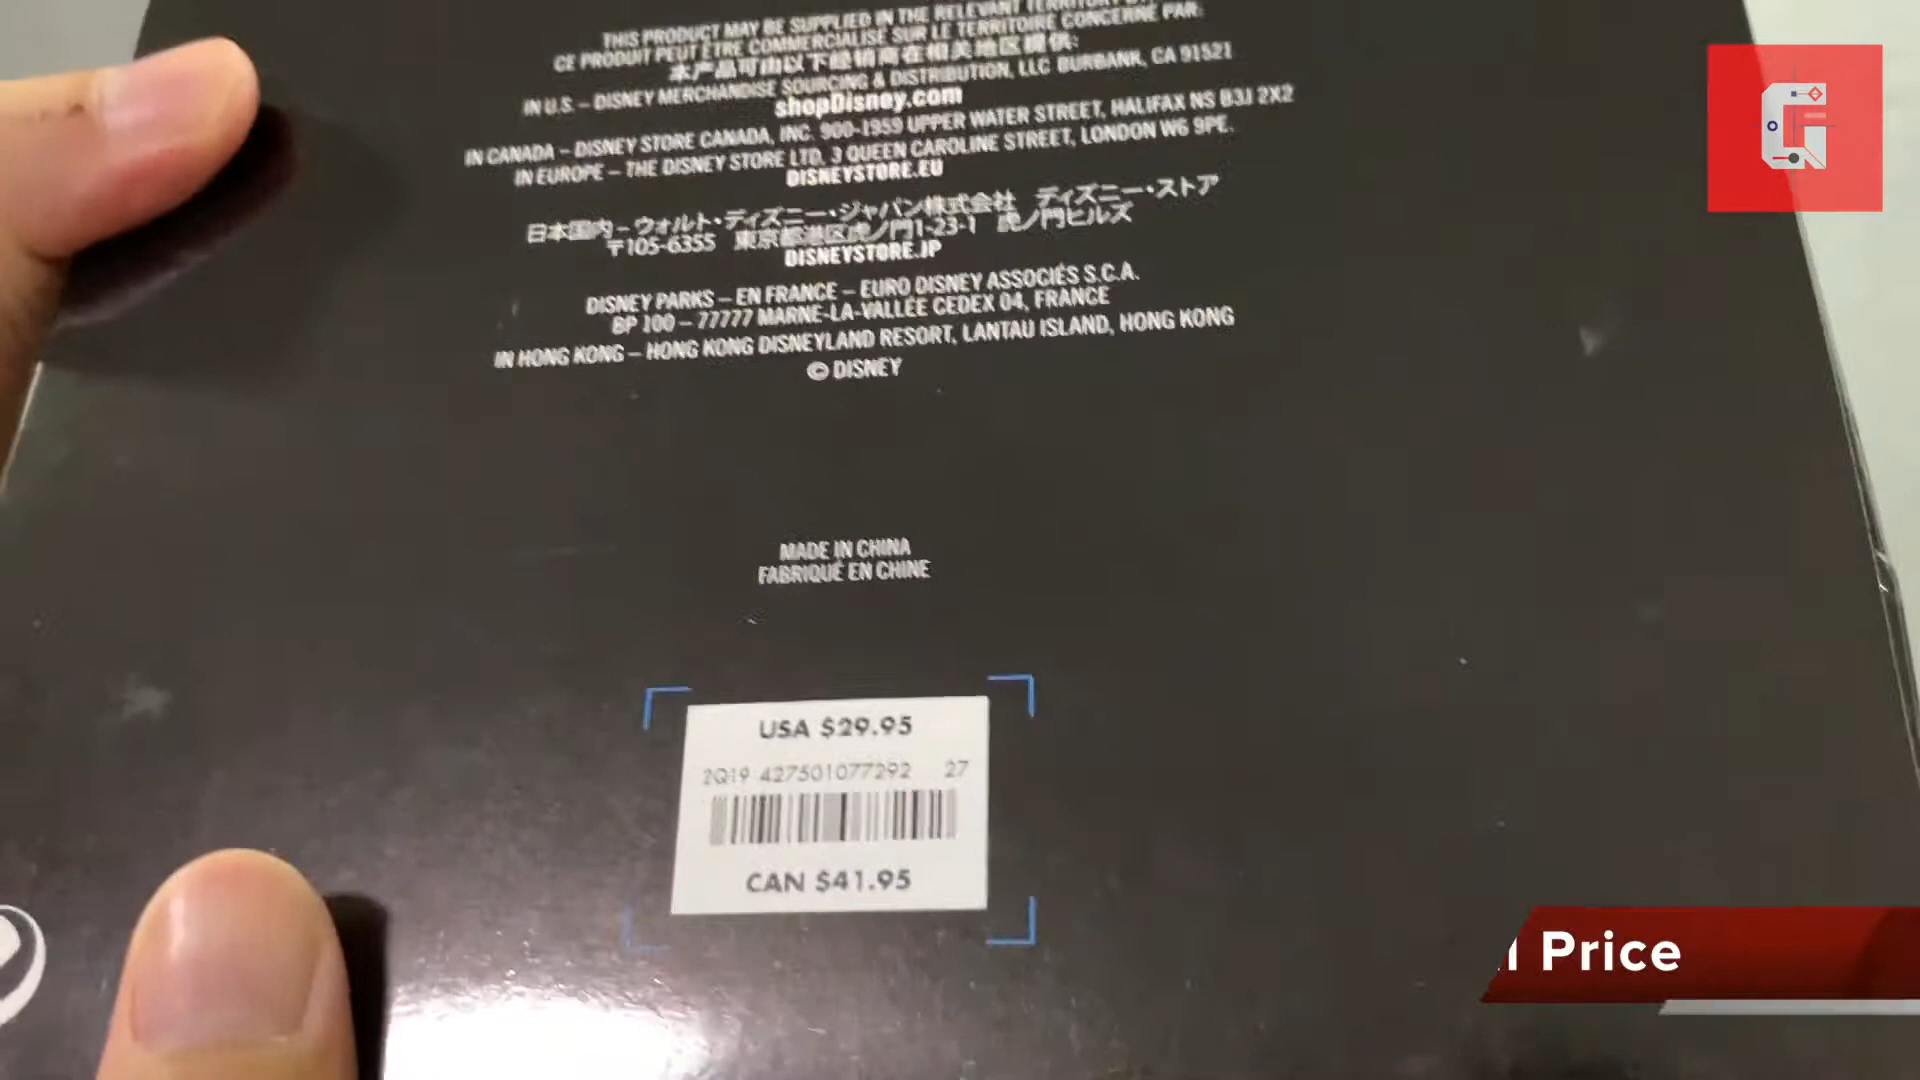 THIS PRODUCT MAY BE SUPPLIED IN THE RELEVANT TERRITORY
CE PRODUIT PEUT ÊTRE COMMERCIALISÉ SUR LE TERRITOIRE CONCERNÉ PAR:
本产品可由以下经销商在相关地区提供:
IN U.S. – DISNEY MERCHANDISE SOURCING & DISTRIBUTION, LLC BURBANK, CA 91521
shopDisney.com
IN CANADA – DISNEY STORE CANADA, INC. 900-1959 UPPER WATER STREET, HALIFAX NS B3J 2X2
IN EUROPE – THE DISNEY STORE LTD, 3 QUEEN CAROLINE STREET, LONDON W6 9PE.
DISNEYSTORE.EU
日本国内 – ウォルト・ディズニー・ジャパン株式会社 ディズニー・ストア
〒105-6355 東京都港区虎ノ門1-23-1 虎ノ門ヒルズ
DISNEYSTORE.JP
DISNEY PARKS – EN FRANCE – EURO DISNEY ASSOCIÉS S.C.A.
BP 100 – 77777 MARNE-LA-VALLÉE CEDEX 04, FRANCE
IN HONG KONG – HONG KONG DISNEYLAND RESORT, LANTAU ISLAND, HONG KONG
© DISNEY
MADE IN CHINA
FABRIQUÉ EN CHINE
USA $29.95
2Q19 427501077292 27
CAN $41.95
Price